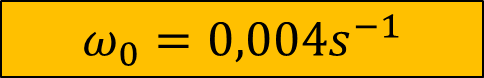 ω₀ = 0,004s⁻¹